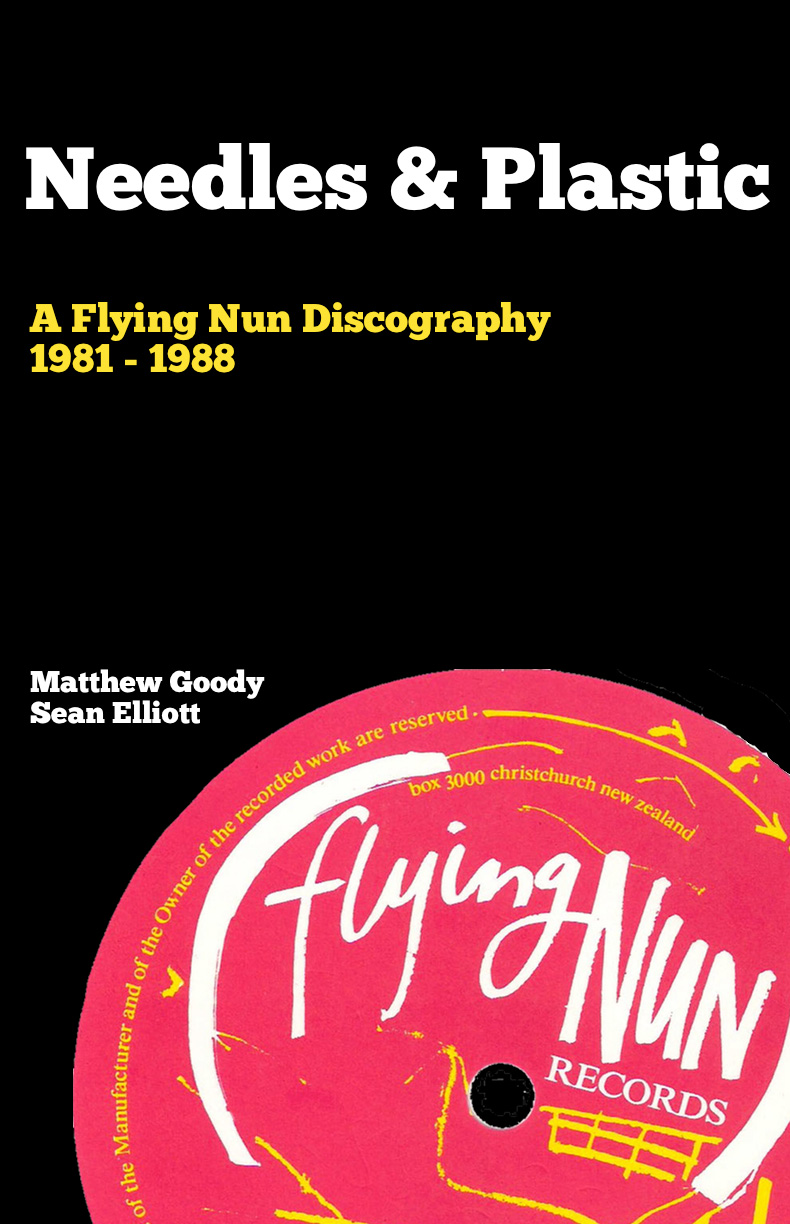 Needles & Plastic
A Flying Nun Discography
1981 - 1988
Matthew Goody
Sean Elliott
of the Manufacturer and of the Owner of the recorded work are reserved ·
box 3000 christchurch new zealand
flying
NUN
RECORDS